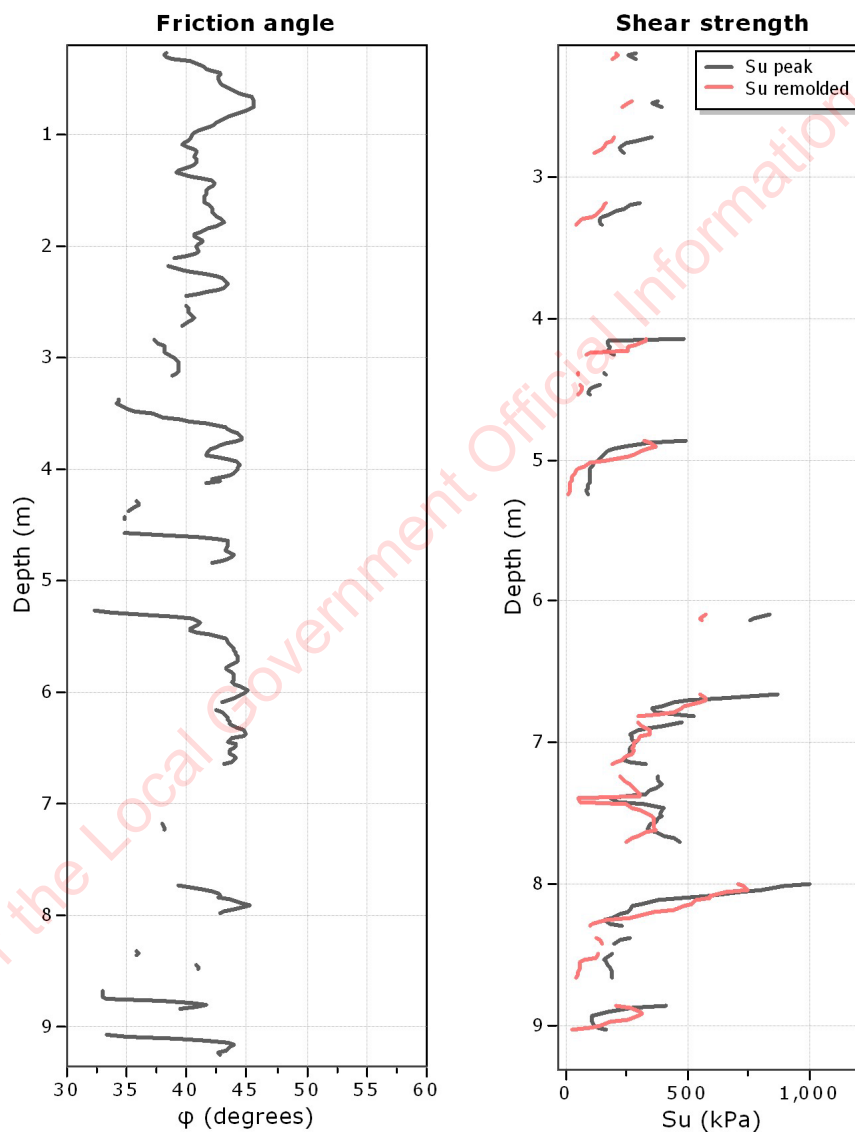 Friction angle
Depth (m)
1
2
3
4
5
6
7
8
9
30 35 40 45 50 55 60
φ (degrees)
Shear strength
Su peak
Su remolded
Depth (m)
3
4
5
6
7
8
9
0 500 1,000
Su (kPa)
the Local Government Official Information